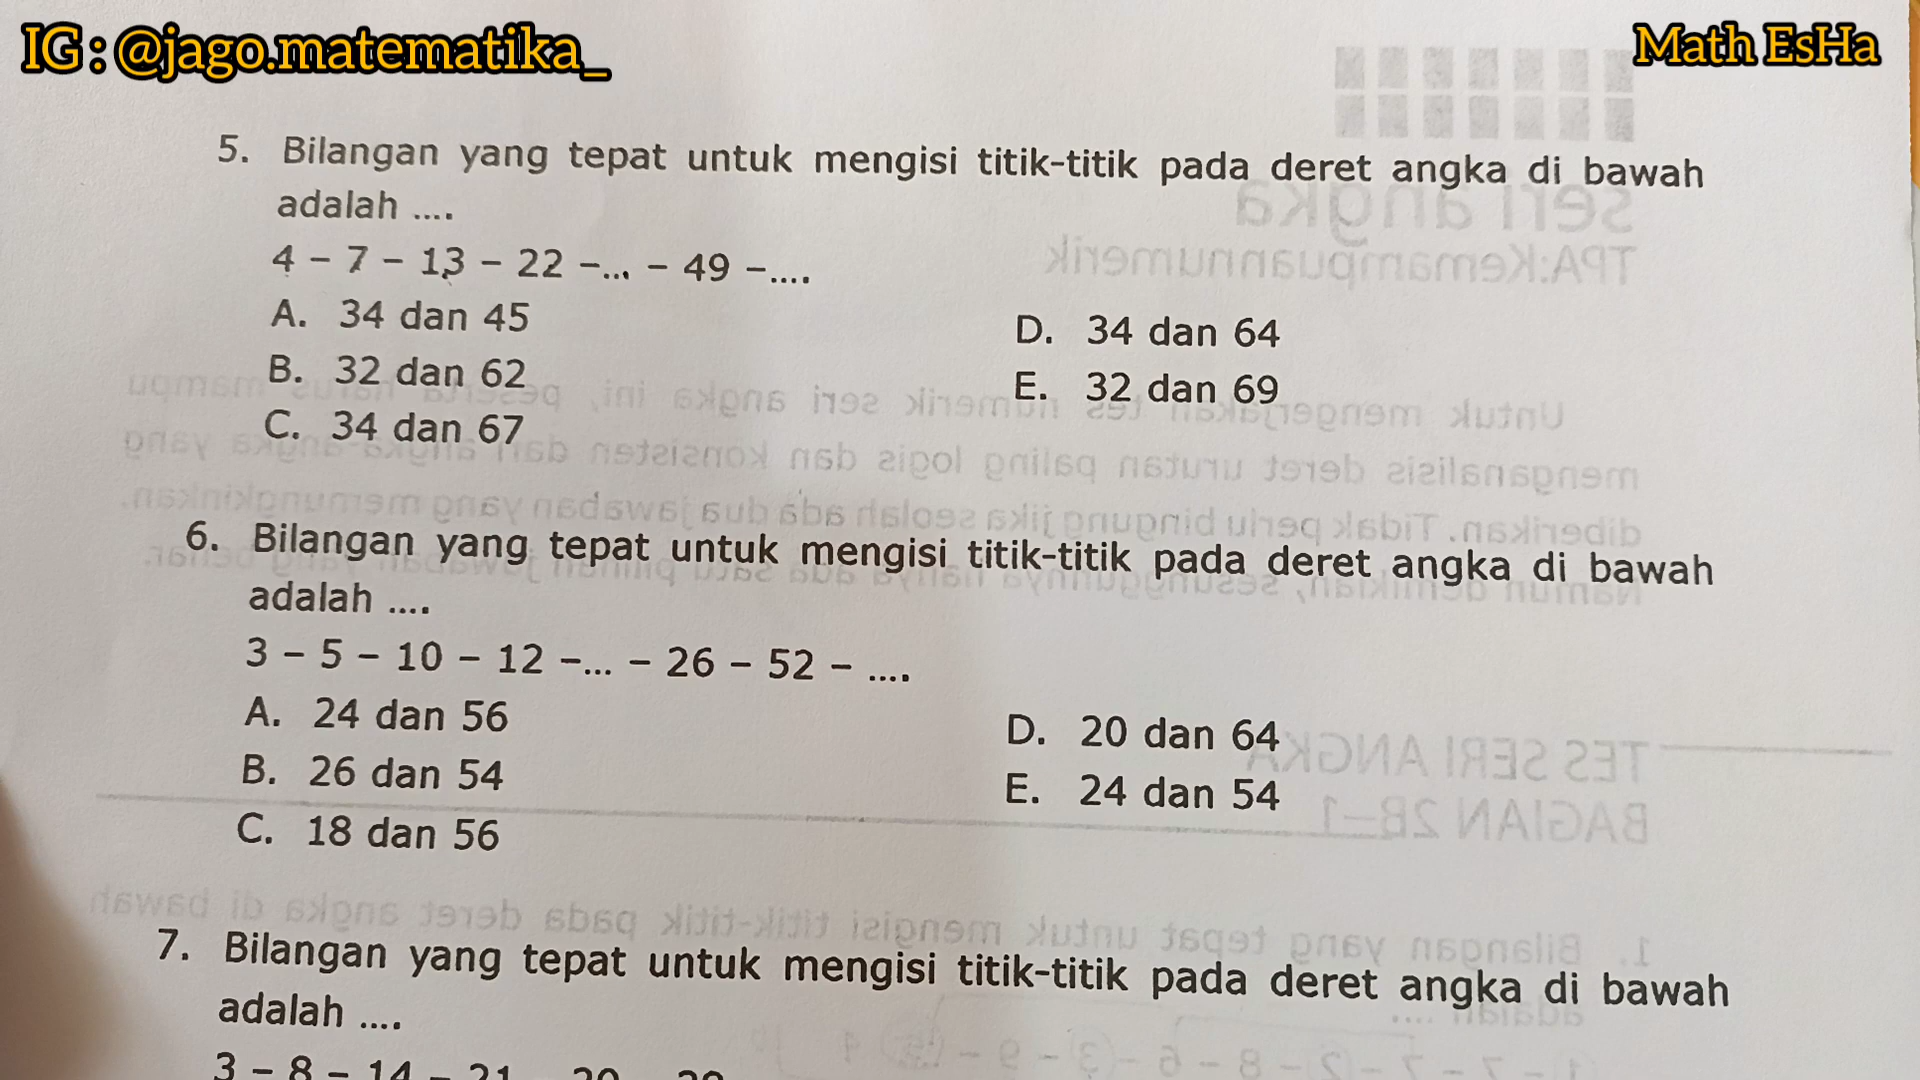 IG : @jago.matematika_
Math EsHa
5. Bilangan yang tepat untuk mengisi titik-titik pada deret angka di bawah
adalah ....
4 – 7 – 13 – 22 –... – 49 –....
A. 34 dan 45
D. 34 dan 64
B. 32 dan 62
E. 32 dan 69
C. 34 dan 67
6. Bilangan yang tepat untuk mengisi titik-titik pada deret angka di bawah
adalah ....
3 – 5 – 10 – 12 –... – 26 – 52 – ....
A. 24 dan 56
D. 20 dan 64
B. 26 dan 54
E. 24 dan 54
C. 18 dan 56
7. Bilangan yang tepat untuk mengisi titik-titik pada deret angka di bawah
adalah ....
3 – 8 – 14 – 21